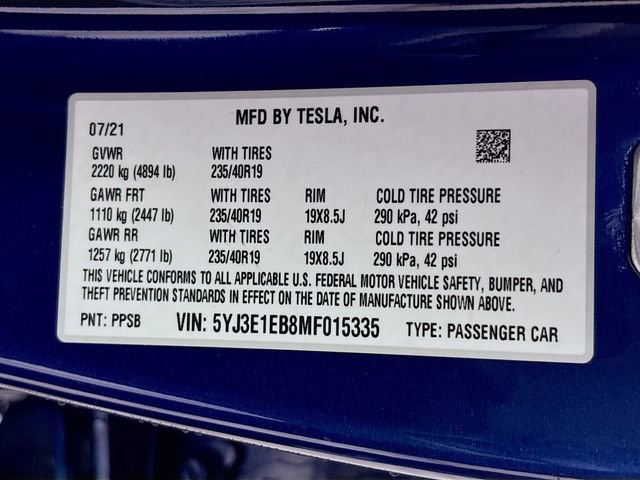 MFD BY TESLA, INC.
07/21
GVWR WITH TIRES
2220 kg (4894 lb) 235/40R19
GAWR FRT WITH TIRES RIM COLD TIRE PRESSURE
1110 kg (2447 lb) 235/40R19 19X8.5J 290 kPa, 42 psi
GAWR RR WITH TIRES RIM COLD TIRE PRESSURE
1257 kg (2771 lb) 235/40R19 19X8.5J 290 kPa, 42 psi
THIS VEHICLE CONFORMS TO ALL APPLICABLE U.S. FEDERAL MOTOR VEHICLE SAFETY, BUMPER, AND
THEFT PREVENTION STANDARDS IN EFFECT ON THE DATE OF MANUFACTURE SHOWN ABOVE.
PNT: PPSB VIN: 5YJ3E1EB8MF015335 TYPE: PASSENGER CAR